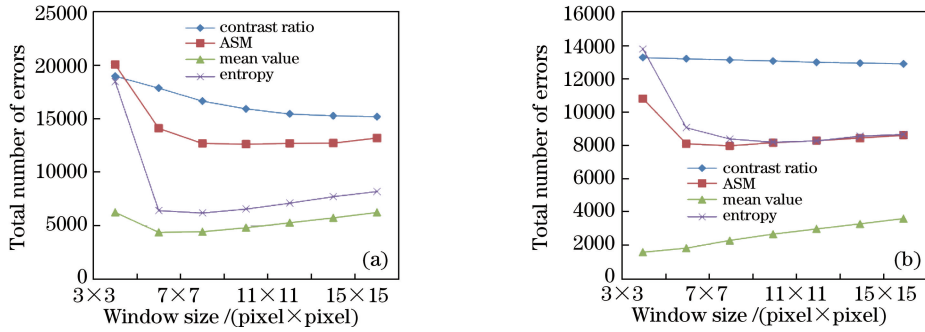 contrast ratio
ASM
mean value
entropy
25000
20000
15000
10000
5000
0
Total number of errors
3×3
7×7
11×11
15×15
Window size /(pixel×pixel)
(a)
16000
14000
12000
10000
8000
6000
4000
2000
0
Total number of errors
contrast ratio
ASM
mean value
entropy
3×3
7×7
11×11
15×15
Window size /(pixel×pixel)
(b)